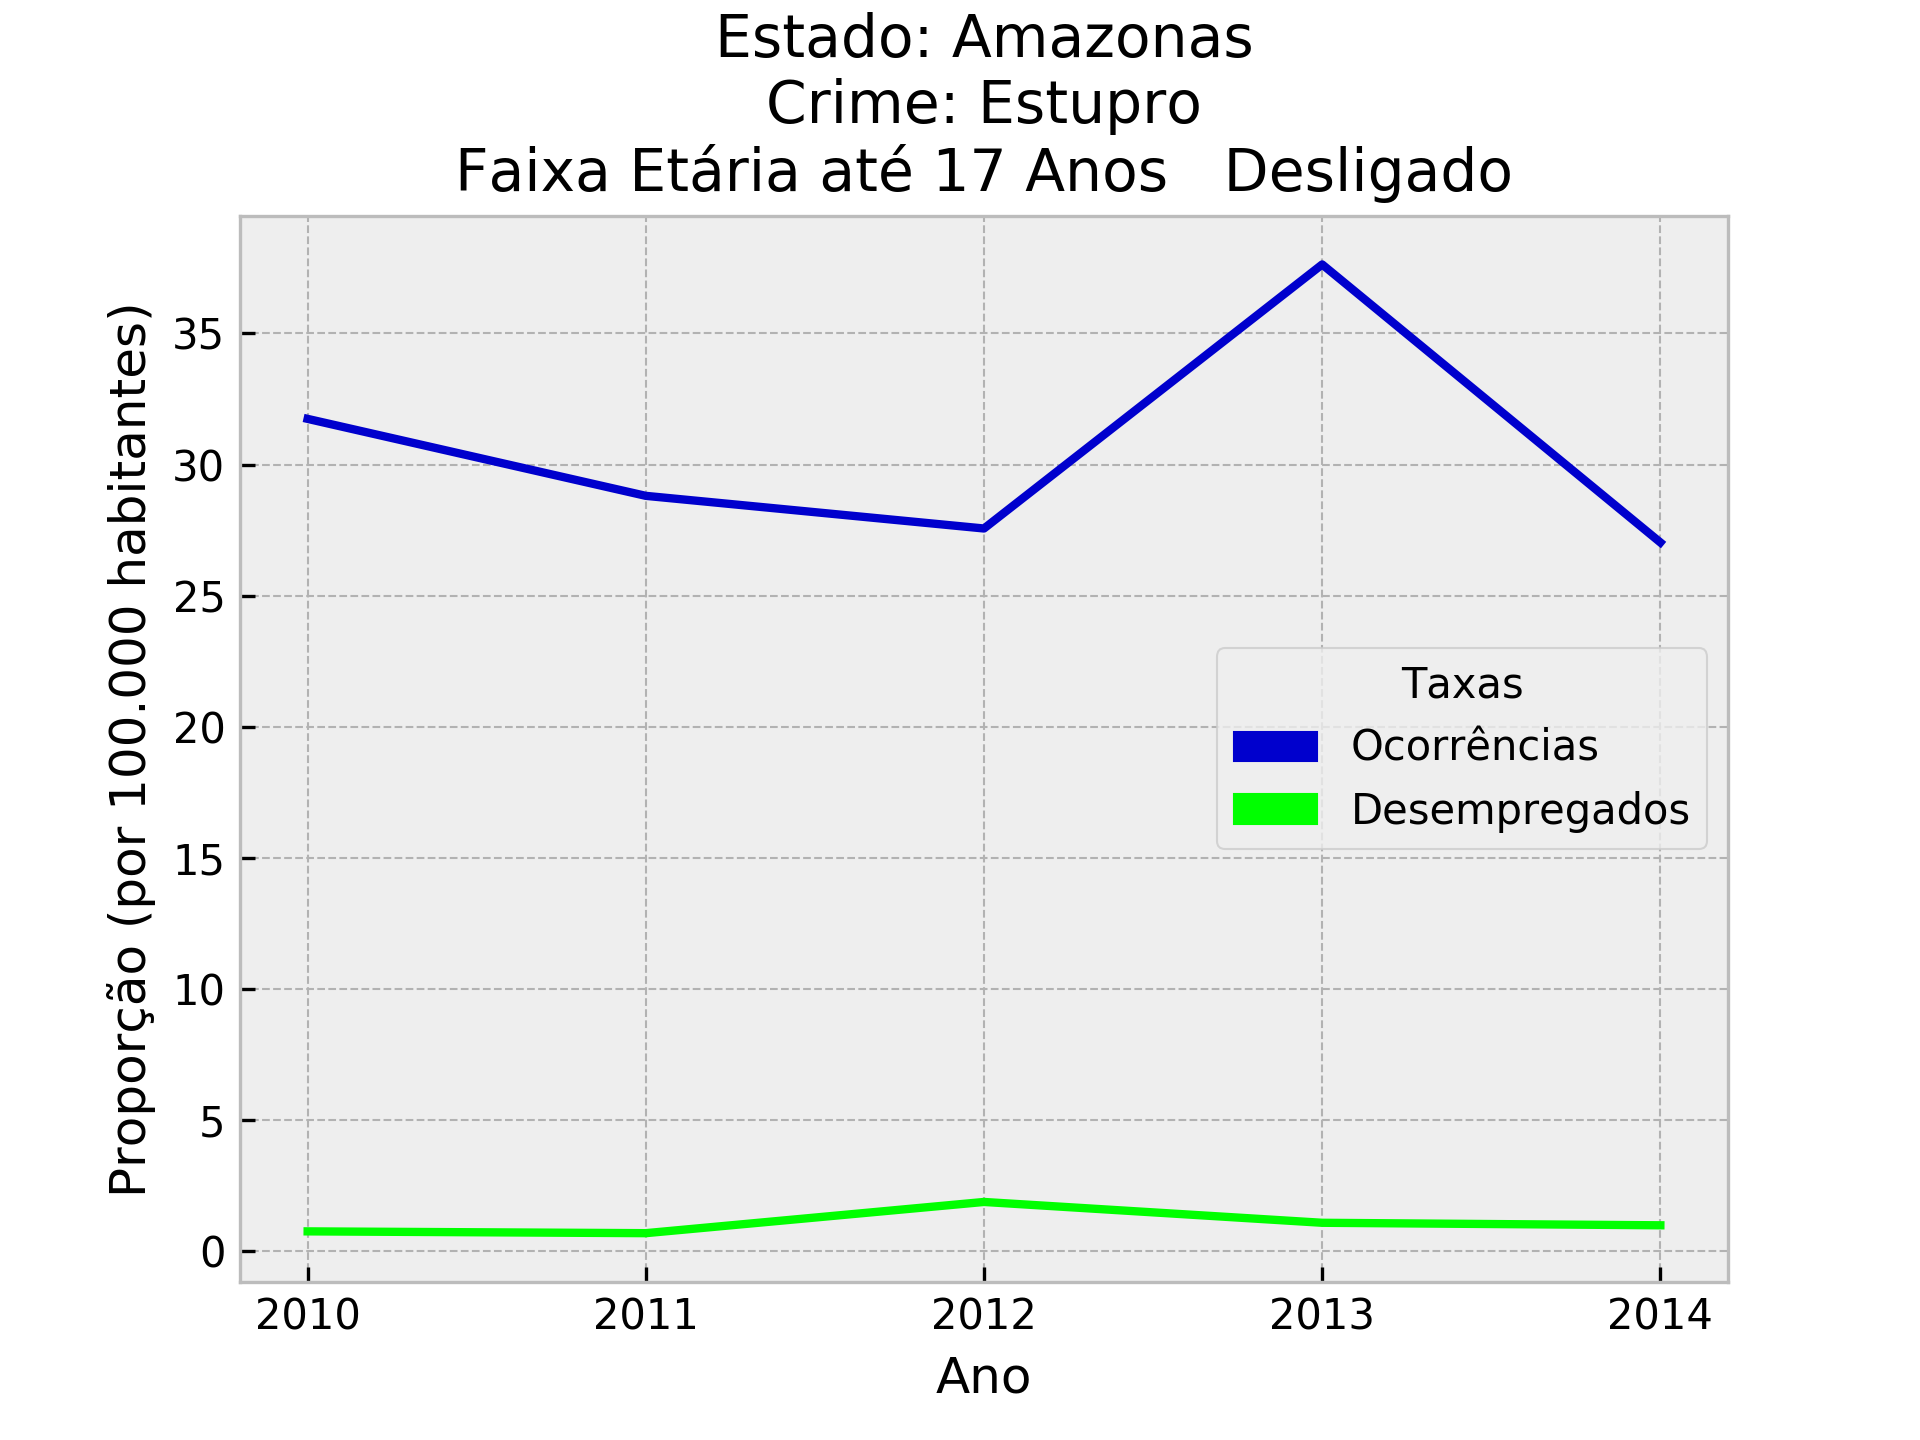 Estado: Amazonas
Crime: Estupro
Faixa Etária até 17 Anos   Desligado
Proporção (por 100.000 habitantes)
35
30
25
20
15
10
5
0
Taxas
Ocorrências
Desempregados
2010 2011 2012 2013 2014
Ano